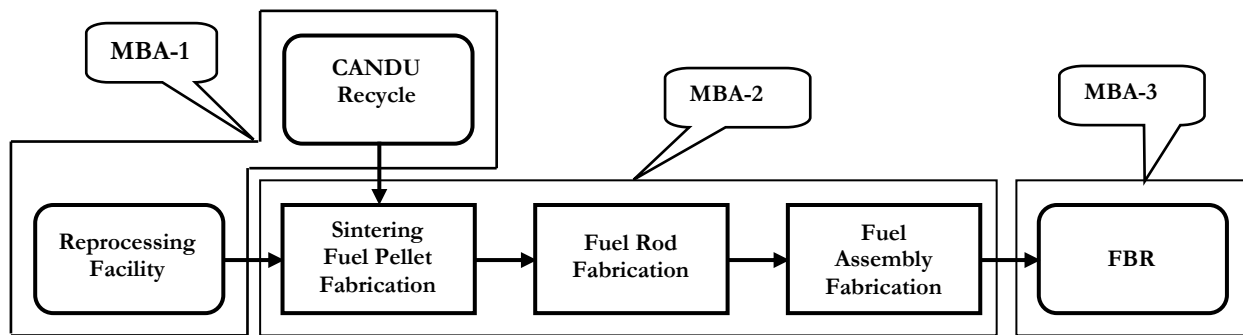 MBA-1
CANDU
Recycle
MBA-2
MBA-3
Reprocessing
Facility
Sintering
Fuel Pellet
Fabrication
Fuel Rod
Fabrication
Fuel
Assembly
Fabrication
FBR